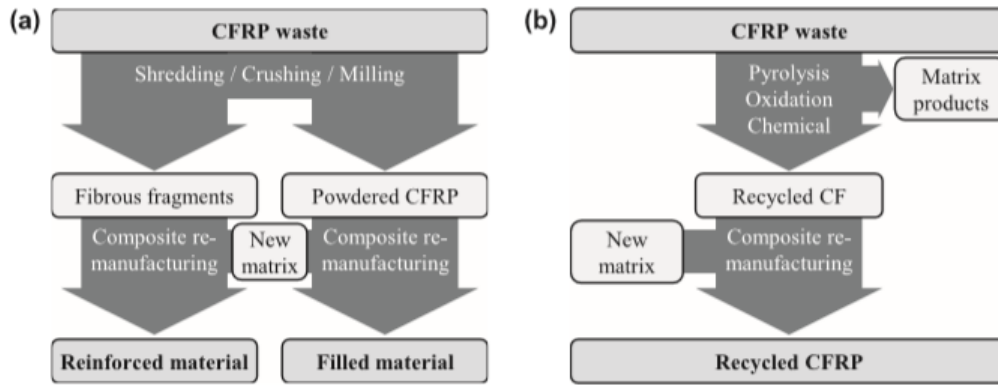 (a)
CFRP waste
Shredding / Crushing / Milling
Fibrous fragments
Powdered CFRP
Composite re-
manufacturing
New
matrix
Composite re-
manufacturing
Reinforced material
Filled material
(b)
CFRP waste
Pyrolysis
Oxidation
Chemical
Matrix
products
Recycled CF
New
matrix
Composite re-
manufacturing
Recycled CFRP